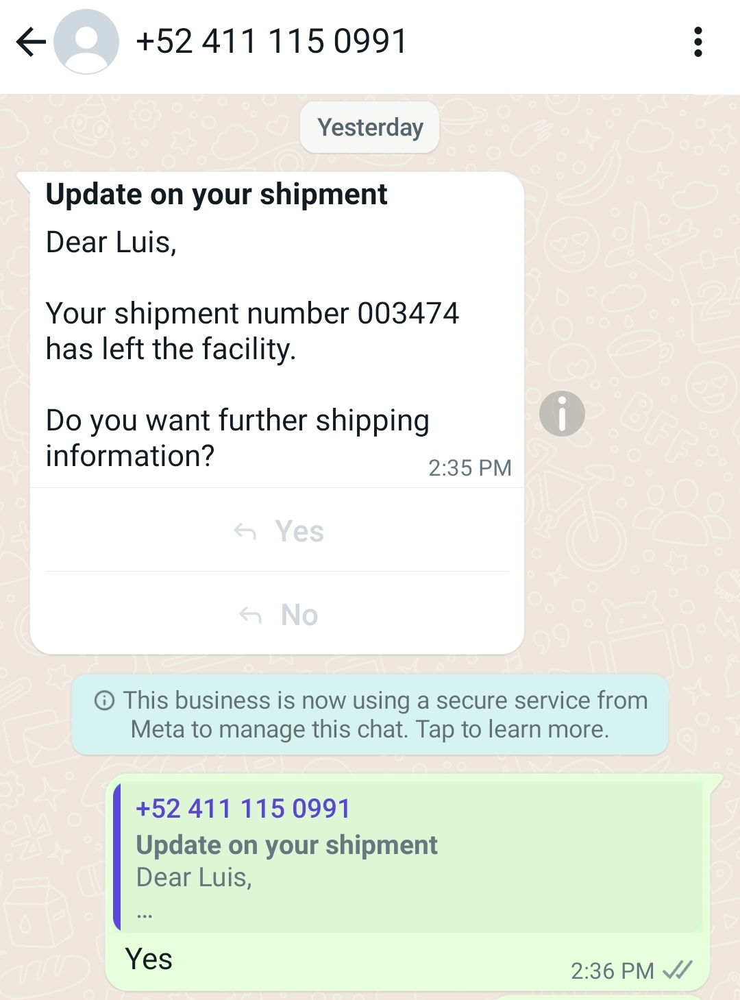 +52 411 115 0991
Yesterday
Update on your shipment
Dear Luis,
Your shipment number 003474
has left the facility.
Do you want further shipping
information?
2:35 PM
Yes
No
This business is now using a secure service from
Meta to manage this chat. Tap to learn more.
+52 411 115 0991
Update on your shipment
Dear Luis,
...
Yes
2:36 PM